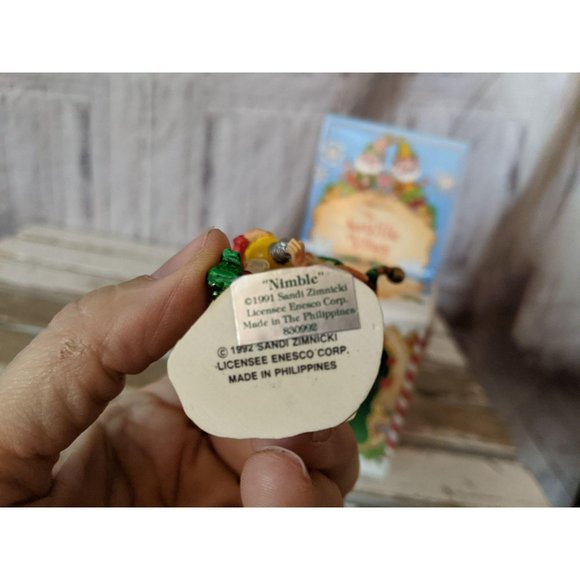 "Nimble"
©1991 Sandi Zimnicki
Licensee Enesco Corp.
Made in The Philippines
830992
© 1992 SANDI ZIMNICKI
LICENSEE ENESCO CORP.
MADE IN PHILIPPINES